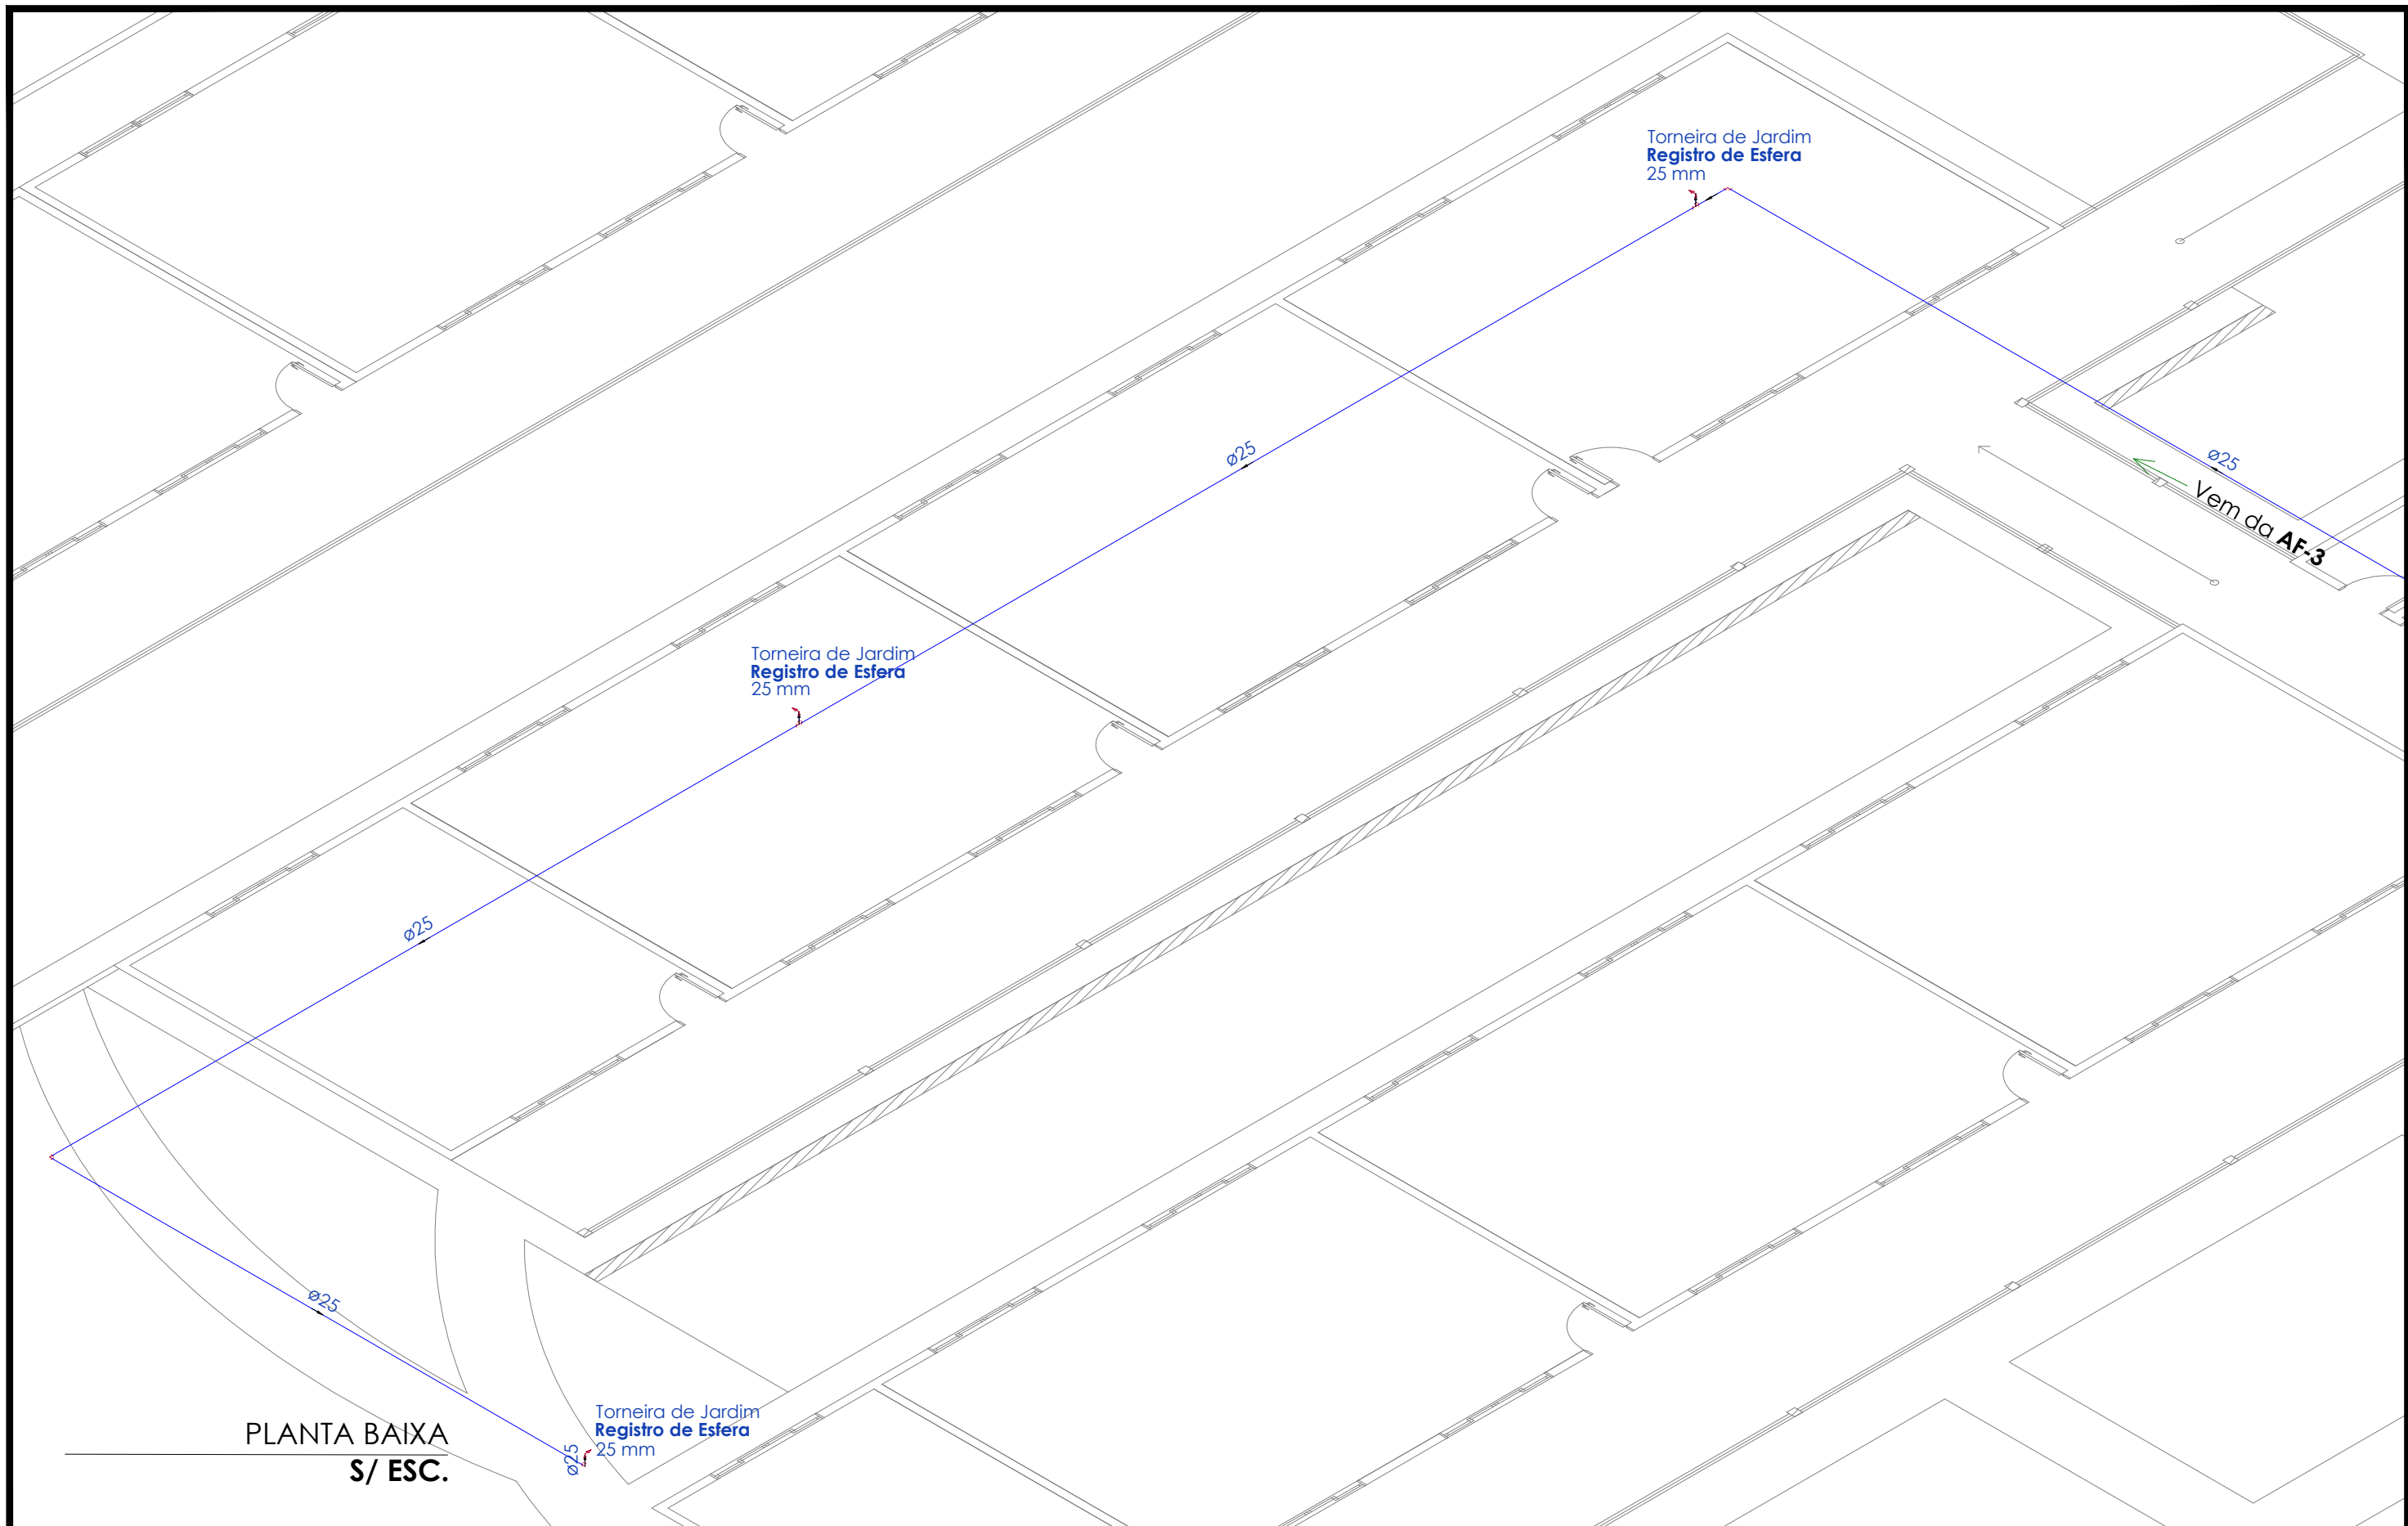 Torneira de Jardim
Registro de Esfera
25 mm
ø25
ø25
Vem da AF-3
Torneira de Jardim
Registro de Esfera
25 mm
ø25
ø25
Torneira de Jardim
Registro de Esfera
25 mm
ø25
PLANTA BAIXA
S/ ESC.